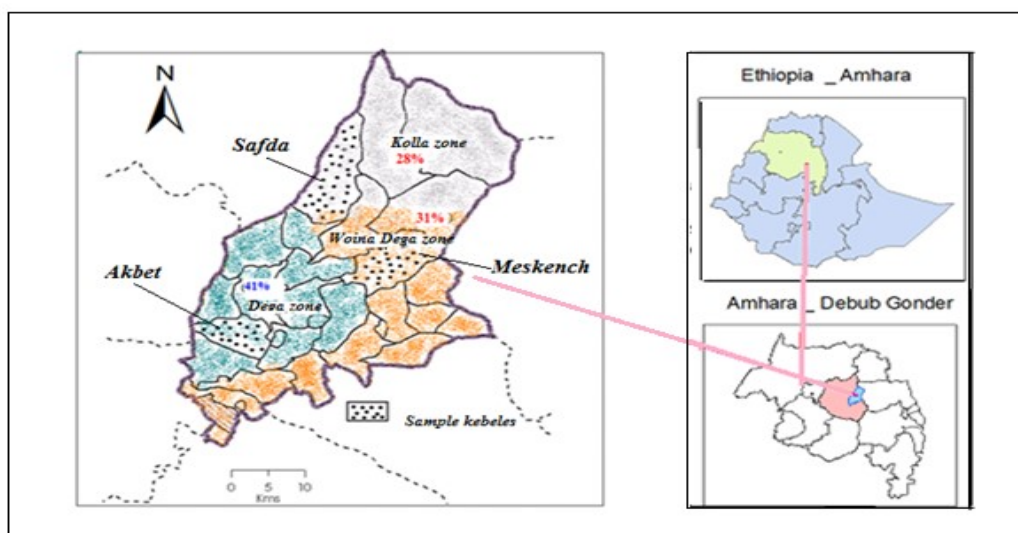 N
Safda
Kolla zone
28%
31%
Woina Dega zone
Meskench
Akbet
41%
Dega zone
Sample kebeles
0 5 10
Kms
Ethiopia _ Amhara
Amhara _ Debub Gonder